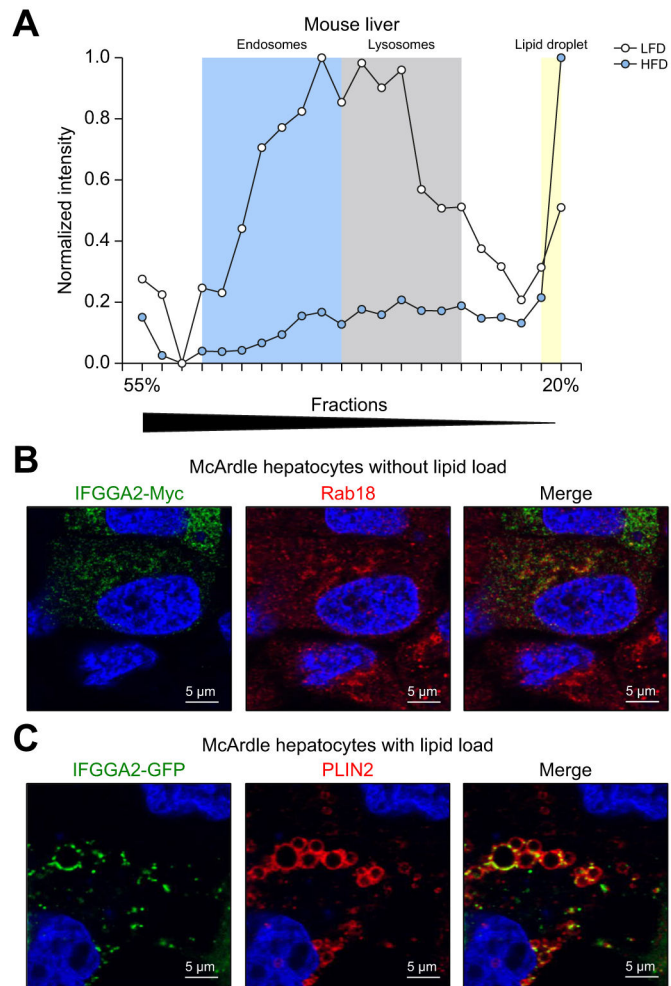 A
Mouse liver
Endosomes
Lysosomes
Lipid droplet
LFD
HFD
Normalized intensity
1.0
0.8
0.6
0.4
0.2
0.0
55%
20%
Fractions
B
McArdle hepatocytes without lipid load
IFGGA2-Myc
Rab18
Merge
5 µm
5 µm
5 µm
C
McArdle hepatocytes with lipid load
IFGGA2-GFP
PLIN2
Merge
5 µm
5 µm
5 µm